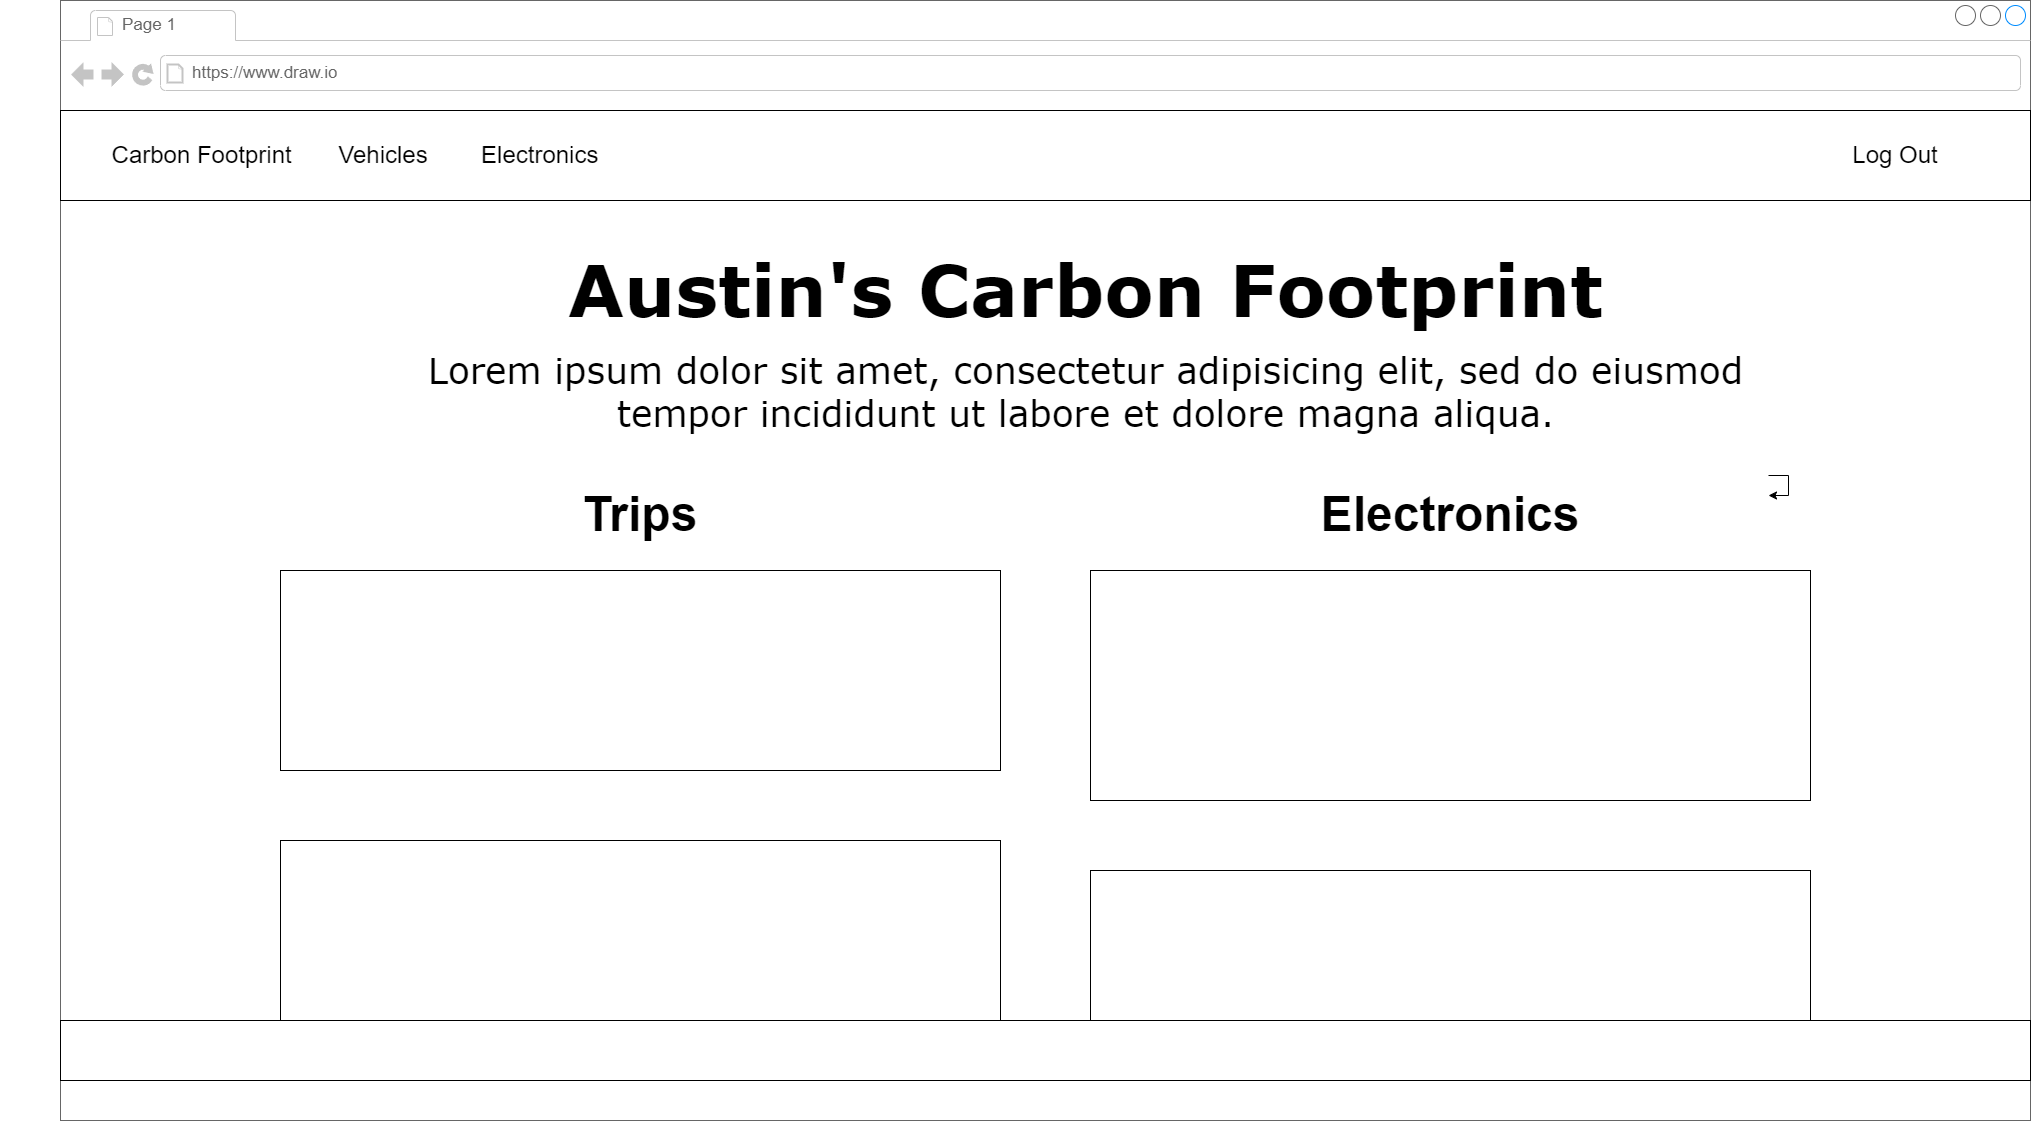 Page 1
https://www.draw.io
Carbon Footprint Vehicles Electronics Log Out
Austin's Carbon Footprint
Lorem ipsum dolor sit amet, consectetur adipisicing elit, sed do eiusmod
tempor incididunt ut labore et dolore magna aliqua.
Trips Electronics